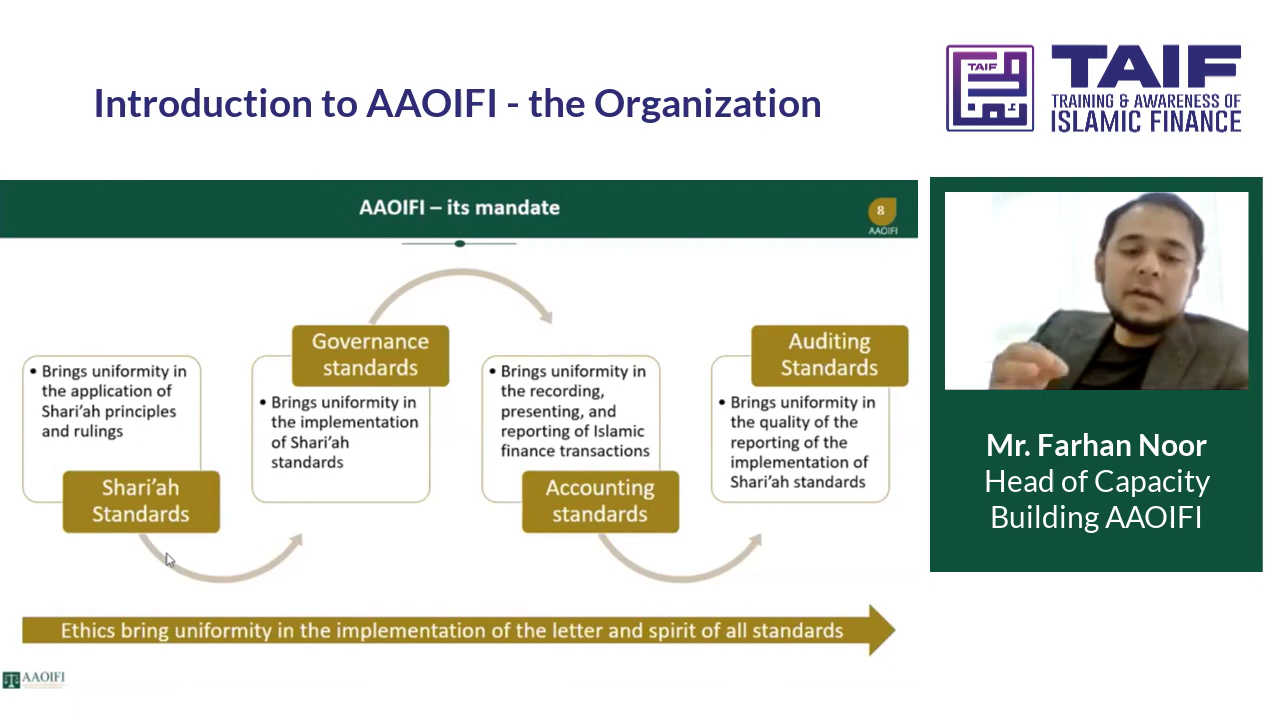 Introduction to AAOIFI - the Organization
TAIF
TAIF
TRAINING & AWARENESS OF
ISLAMIC FINANCE
AAOIFI – its mandate
8
AAOIFI
• Brings uniformity in
the application of
Shari’ah principles
and rulings
Shari’ah
Standards
Governance
standards
• Brings uniformity in
the implementation
of Shari’ah
standards
• Brings uniformity in
the recording,
presenting, and
reporting of Islamic
finance transactions
Accounting
standards
Auditing
Standards
• Brings uniformity in
the quality of the
reporting of the
implementation of
Shari’ah standards
Ethics bring uniformity in the implementation of the letter and spirit of all standards
AAOIFI
Mr. Farhan Noor
Head of Capacity
Building AAOIFI